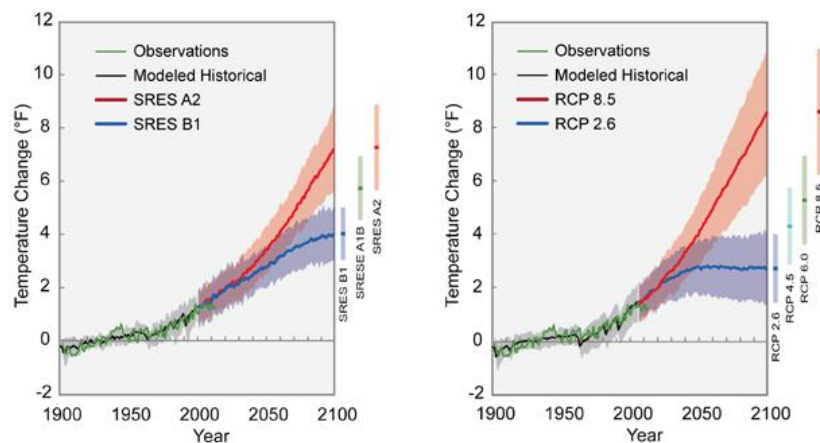 12
10
8
6
4
2
0
-2
Temperature Change (°F)
Observations
Modeled Historical
SRES A2
SRES B1
1900
1950
2000
2050
2100
Year
SRES B1
SRESE A1B
SRES A2
12
10
8
6
4
2
0
-2
Temperature Change (°F)
Observations
Modeled Historical
RCP 8.5
RCP 2.6
1900
1950
2000
2050
2100
Year
RCP 2.6
RCP 4.5
RCP 6.0
RCP 8.5